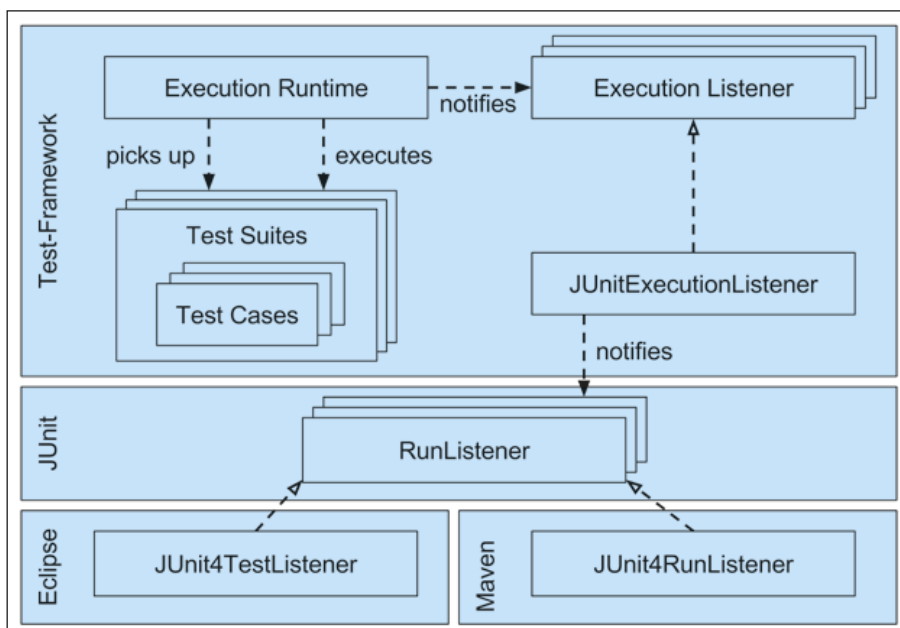 Test-Framework
Execution Runtime
notifies
Execution Listener
picks up
executes
Test Suites
Test Cases
JUnitExecutionListener
notifies
JUnit
RunListener
Eclipse
JUnit4TestListener
Maven
JUnit4RunListener